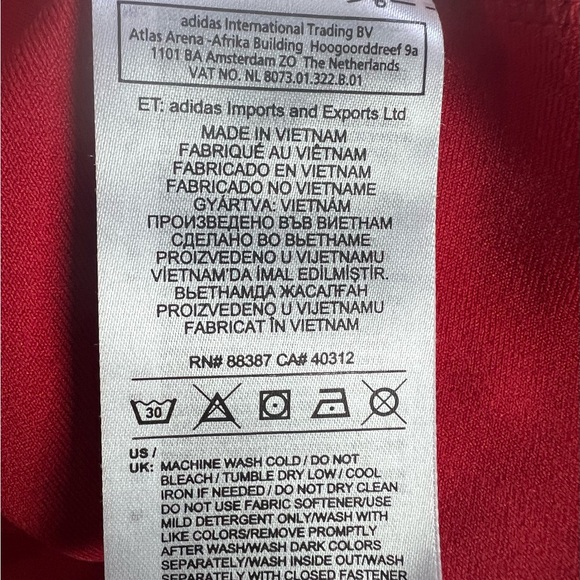 adidas International Trading BV
Atlas Arena -Afrika Building Hoogoorddreef 9a
1101 BA Amsterdam ZO The Netherlands
VAT NO. NL 8073.01.322.B.01
ET: adidas Imports and Exports Ltd
MADE IN VIETNAM
FABRIQUÉ AU VIÊTNAM
FABRICADO EN VIETNAM
FABRICADO NO VIETNAME
GYÁRTVA: VIETNÁM
ПРОИЗВЕДЕНО ВЪВ ВИЕТНАМ
СДЕЛАНО ВО ВЬЕТНАМЕ
PROIZVEDENO U VIJETNAMU
VİETNAM'DA İMAL EDİLMİŞTİR.
ВЬЕТНАМДА ЖАСАЛҒАН
PROIZVEDENO U VIJETNAMU
FABRICAT ÎN VIETNAM
RN# 88387 CA# 40312
30
US /
UK: MACHINE WASH COLD / DO NOT
BLEACH / TUMBLE DRY LOW / COOL
IRON IF NEEDED / DO NOT DRY CLEAN
DO NOT USE FABRIC SOFTENER/USE
MILD DETERGENT ONLY/WASH WITH
LIKE COLORS/REMOVE PROMPTLY
AFTER WASH/WASH DARK COLORS
SEPARATELY/WASH INSIDE OUT/WASH
SEPARATELY WITH CLOSED FASTENER